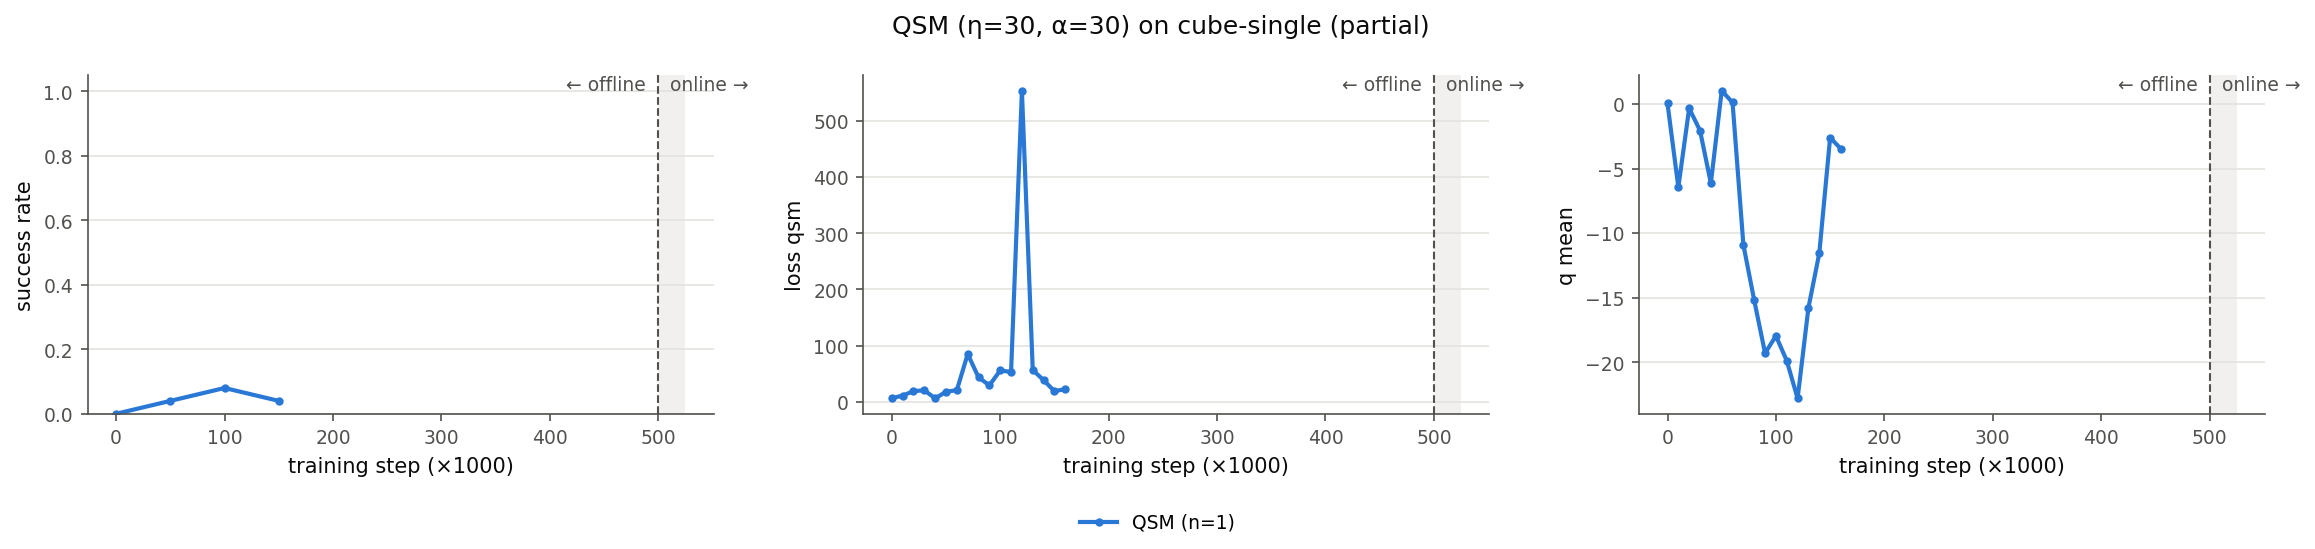 QSM (η=30, α=30) on cube-single (partial)
← offline
online →
1.0
0.8
0.6
0.4
0.2
0.0
success rate
0
100
200
300
400
500
training step (×1000)
← offline
online →
500
400
300
200
100
0
loss qsm
0
100
200
300
400
500
training step (×1000)
← offline
online →
0
−5
−10
−15
−20
q mean
0
100
200
300
400
500
training step (×1000)
QSM (n=1)